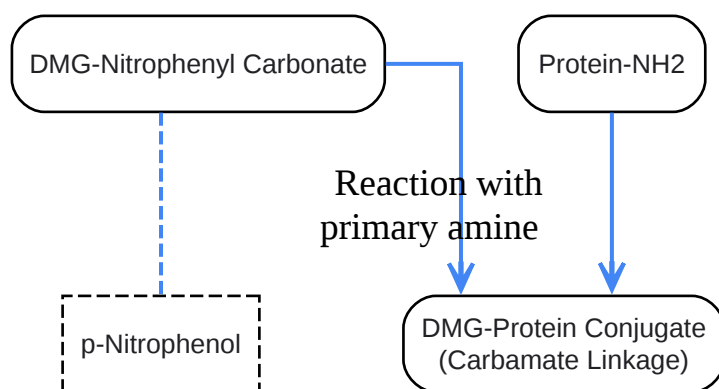 DMG-Nitrophenyl Carbonate
Protein-NH2
Reaction with
primary amine
p-Nitrophenol
DMG-Protein Conjugate
(Carbamate Linkage)